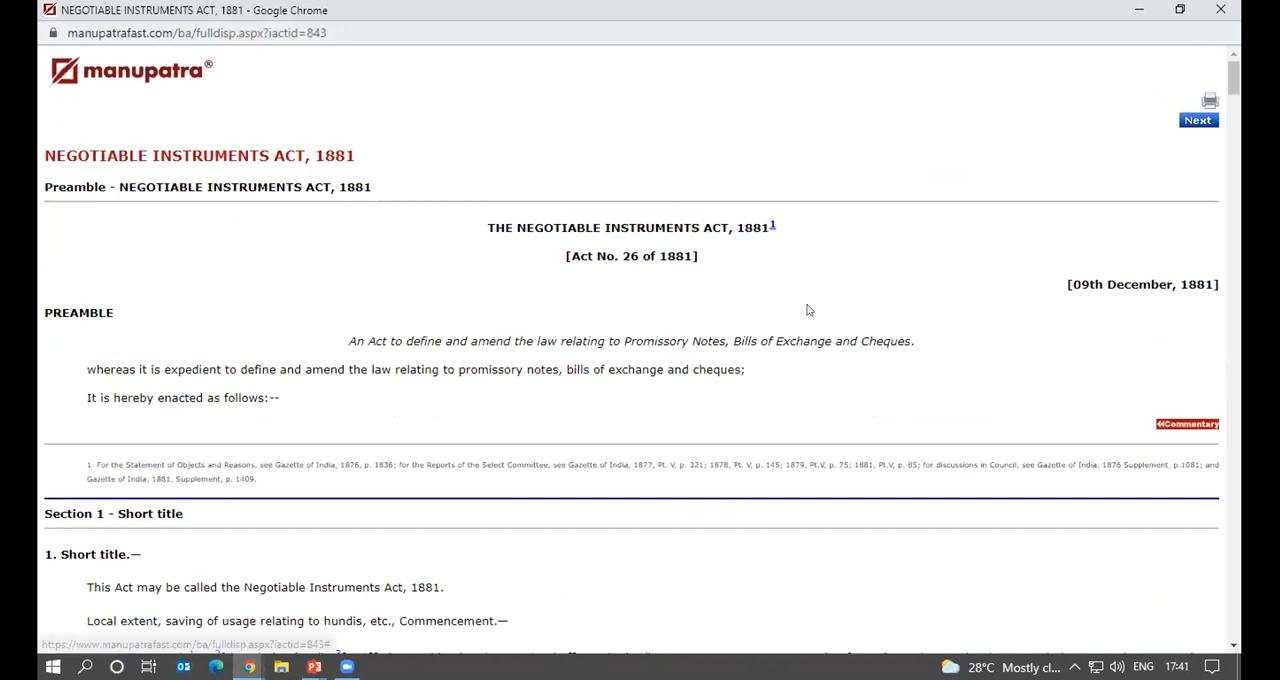 NEGOTIABLE INSTRUMENTS ACT, 1881 - Google Chrome
manupatrafast.com/ba/fulldisp.aspx?iactid=843
manupatra®
Next
NEGOTIABLE INSTRUMENTS ACT, 1881
Preamble - NEGOTIABLE INSTRUMENTS ACT, 1881
THE NEGOTIABLE INSTRUMENTS ACT, 1881 1
[Act No. 26 of 1881]
[09th December, 1881]
PREAMBLE
An Act to define and amend the law relating to Promissory Notes, Bills of Exchange and Cheques.
whereas it is expedient to define and amend the law relating to promissory notes, bills of exchange and cheques;
It is hereby enacted as follows:--
Commentary
1. For the Statement of Objects and Reasons, see Gazette of India, 1876, p. 1836; for the Reports of the Select Committee, see Gazette of India, 1877, Pt. V, p. 321; 1878, Pt. V, p. 145; 1879, Pt.V, p. 75; 1881, Pt.V, p. 85; for discussions in Council, see Gazette of India, 1876 Supplement, p.1081; and
Gazette of India, 1881, Supplement, p. 1409.
Section 1 - Short title
1. Short title.—
This Act may be called the Negotiable Instruments Act, 1881.
Local extent, saving of usage relating to hundis, etc., Commencement.—
https://www.manupatrafast.com/ba/fulldisp.aspx?iactid=843#
28°C Mostly cl... ENG 17:41